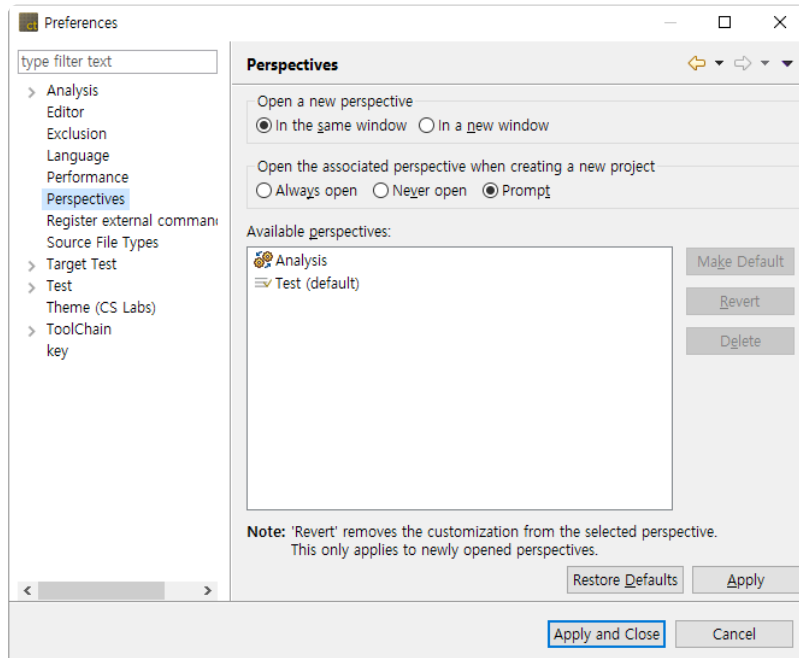 ct Preferences
type filter text
Analysis
Editor
Exclusion
Language
Performance
Perspectives
Register external comman
Source File Types
Target Test
Test
Theme (CS Labs)
ToolChain
key
Perspectives
Open a new perspective
In the same window In a new window
Open the associated perspective when creating a new project
Always open Never open Prompt
Available perspectives:
Analysis
Test (default)
Make Default
Revert
Delete
Note: 'Revert' removes the customization from the selected perspective.
This only applies to newly opened perspectives.
Restore Defaults Apply
Apply and Close Cancel